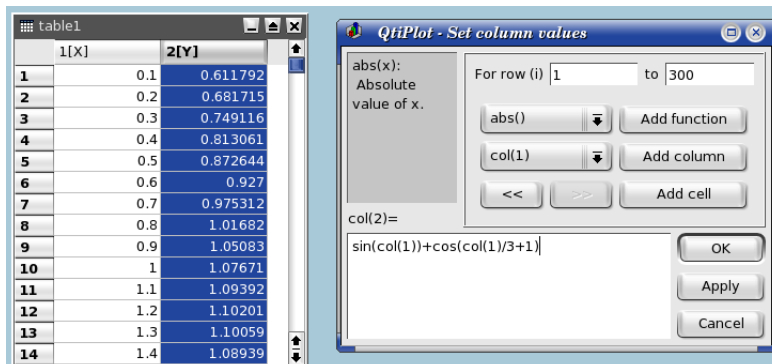 table1
1[X] 2[Y]
1 0.1 0.611792
2 0.2 0.681715
3 0.3 0.749116
4 0.4 0.813061
5 0.5 0.872644
6 0.6 0.927
7 0.7 0.975312
8 0.8 1.01682
9 0.9 1.05083
10 1 1.07671
11 1.1 1.09392
12 1.2 1.10201
13 1.3 1.10059
14 1.4 1.08939
QtiPlot - Set column values
abs(x):
Absolute
value of x.
For row (i) 1 to 300
abs() Add function
col(1) Add column
<< >> Add cell
col(2)=
sin(col(1))+cos(col(1)/3+1)
OK
Apply
Cancel